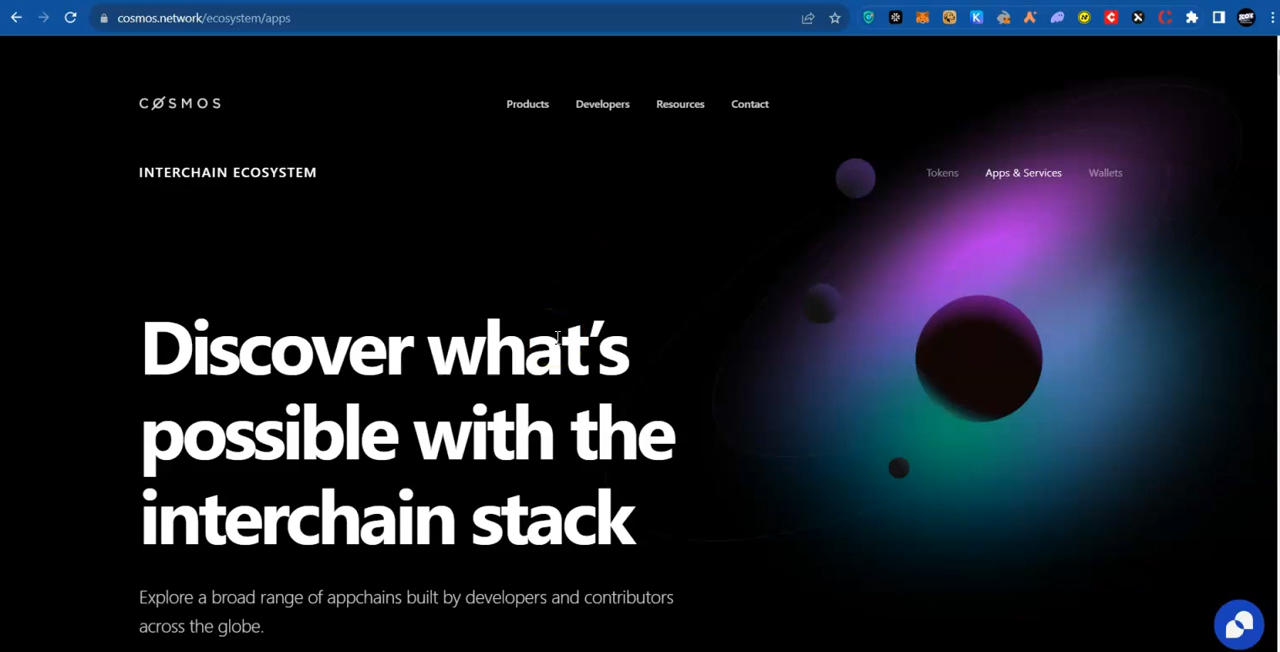 cosmos.network/ecosystem/apps
CØSMOS
Products Developers Resources Contact
INTERCHAIN ECOSYSTEM
Tokens Apps & Services Wallets
Discover what’s
possible with the
interchain stack
Explore a broad range of appchains built by developers and contributors
across the globe.